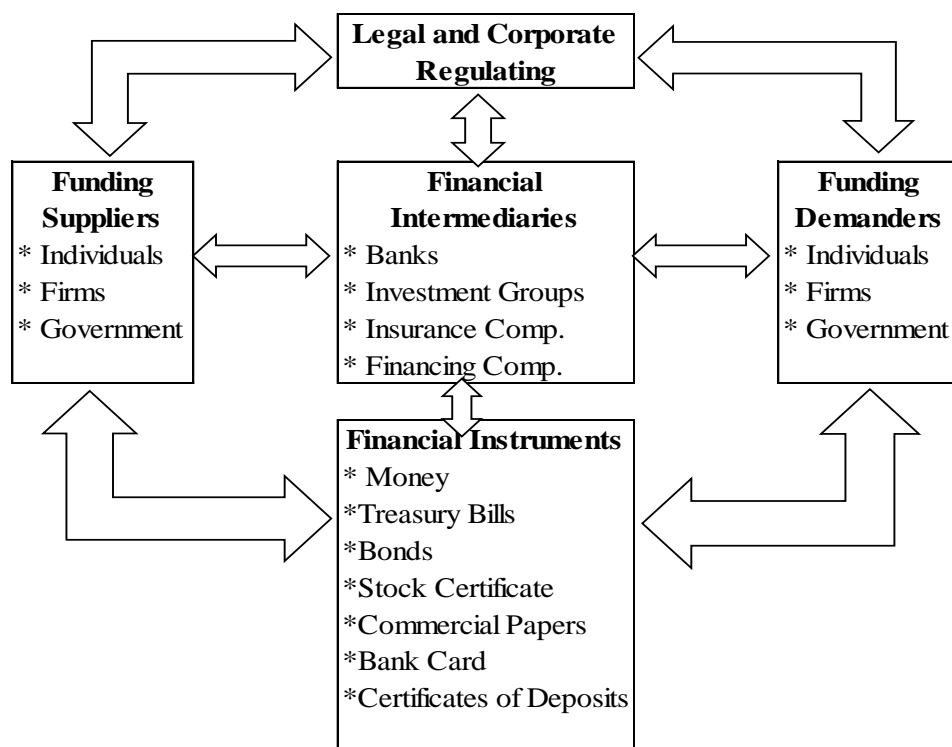 Legal and Corporate
Regulating
Funding
Suppliers
* Individuals
* Firms
* Government
Financial
Intermediaries
* Banks
* Investment Groups
* Insurance Comp.
* Financing Comp.
Funding
Demanders
* Individuals
* Firms
* Government
Financial Instruments
* Money
*Treasury Bills
*Bonds
*Stock Certificate
*Commercial Papers
*Bank Card
*Certificates of Deposits